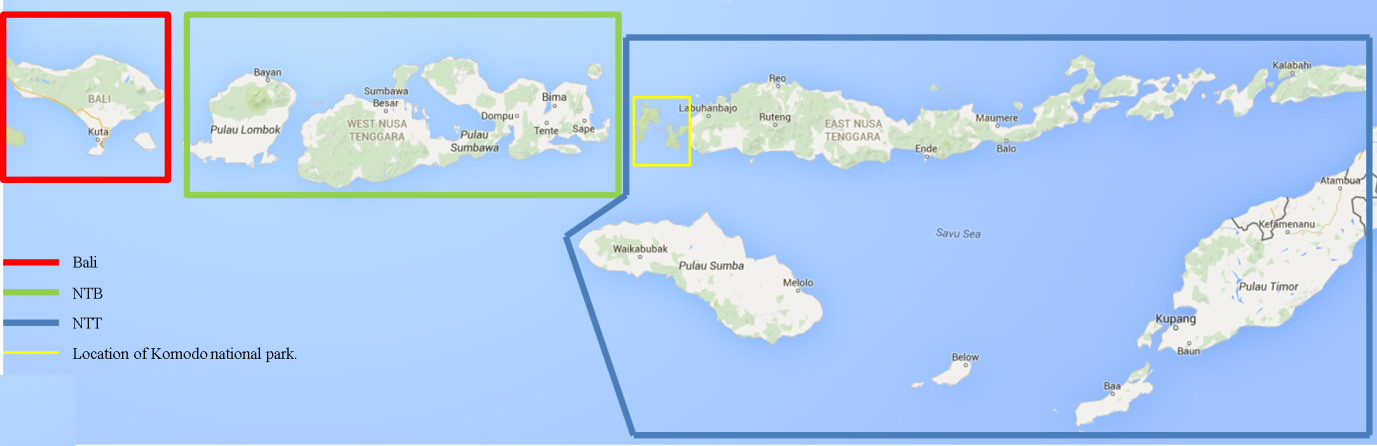 BALI
Kuta
Bayan
Pulau Lombok
Sumbawa
Besar
WEST NUSA
TENGGARA
Dompu
Pulau
Sumbawa
Bima
Tente
Sape
Labuhanbajo
Reo
Ruteng
EAST NUSA
TENGGARA
Ende
Maumere
Balo
Kalabahi
Atambua
Kefamenanu
Savu Sea
Waikabubak
Pulau Sumba
Melolo
Pulau Timor
Kupang
Baun
Below
Baa
Bali
NTB
NTT
Location of Komodo national park.